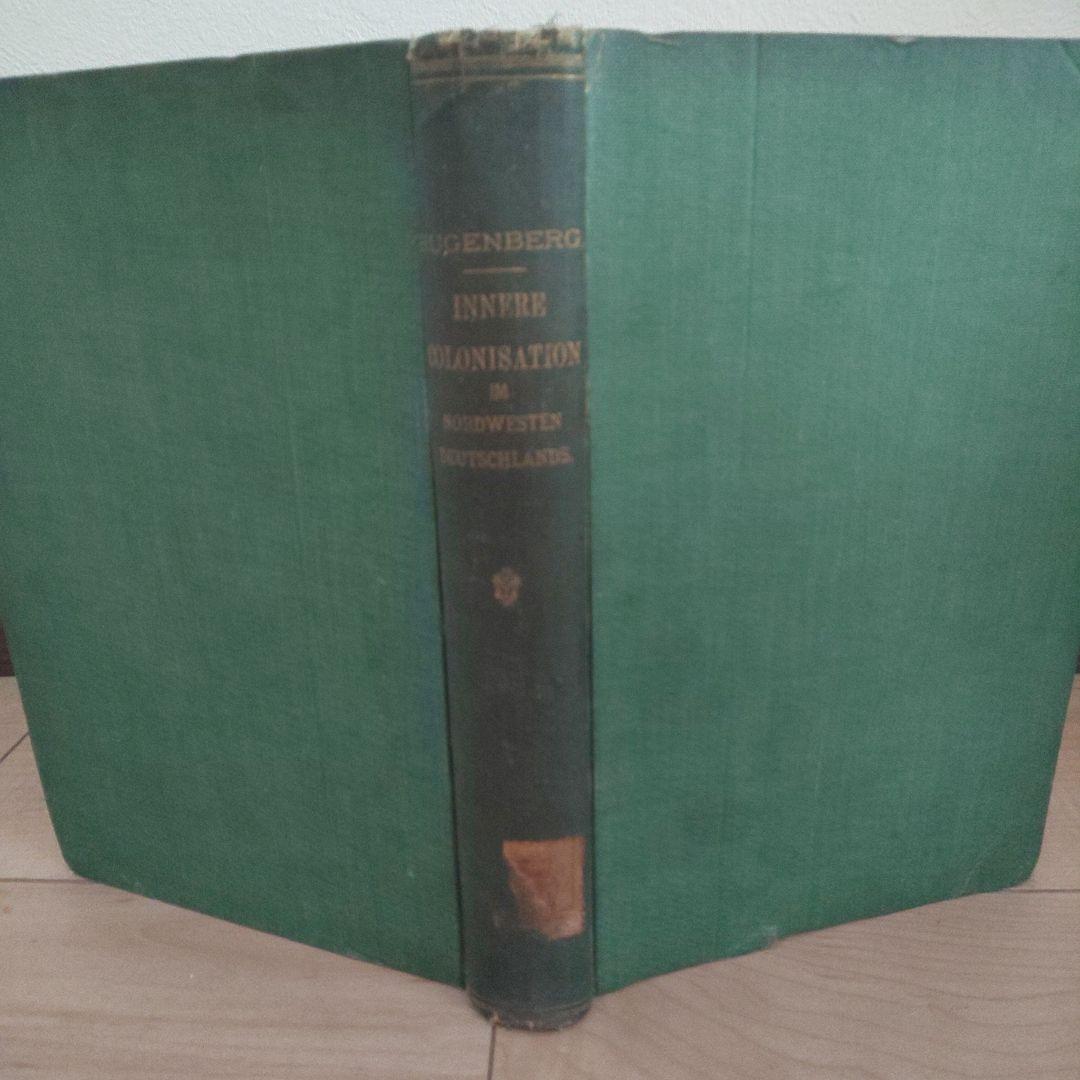 HUGENBERG
INNERE
COLONISATION
IM
NORDWESTEN
DEUTSCHLANDS.